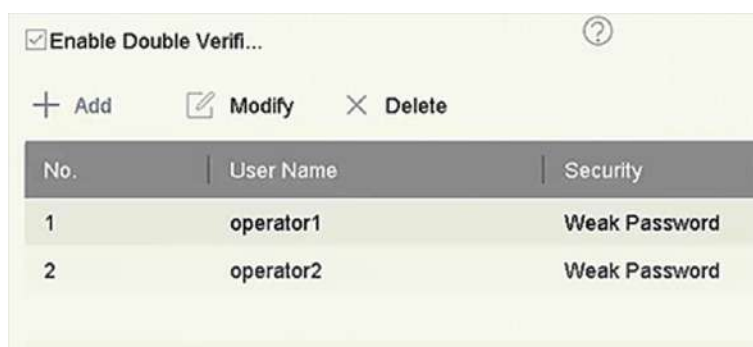 Enable Double Verifi...
Add Modify Delete
No. User Name Security
1 operator1 Weak Password
2 operator2 Weak Password